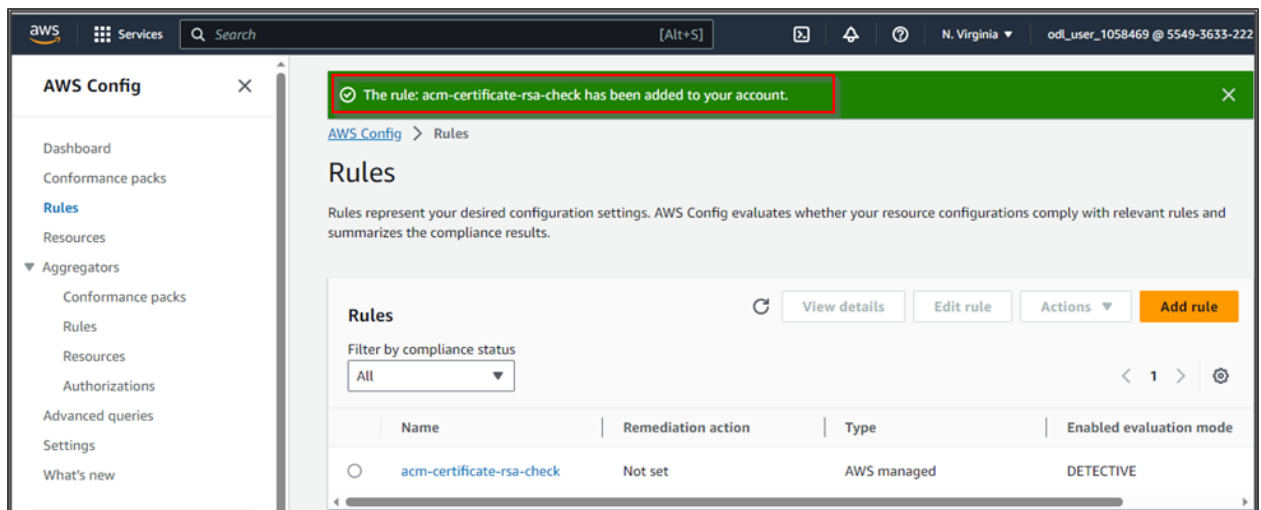 aws
Services
Search
[Alt+S]
N. Virginia
odl_user_1058469 @ 5549-3633-222
AWS Config
Dashboard
Conformance packs
Rules
Resources
Aggregators
Conformance packs
Rules
Resources
Authorizations
Advanced queries
Settings
What's new
The rule: acm-certificate-rsa-check has been added to your account.
AWS Config > Rules
Rules
Rules represent your desired configuration settings. AWS Config evaluates whether your resource configurations comply with relevant rules and
summarizes the compliance results.
Rules
View details
Edit rule
Actions
Add rule
Filter by compliance status
All
1
Name
Remediation action
Type
Enabled evaluation mode
acm-certificate-rsa-check
Not set
AWS managed
DETECTIVE